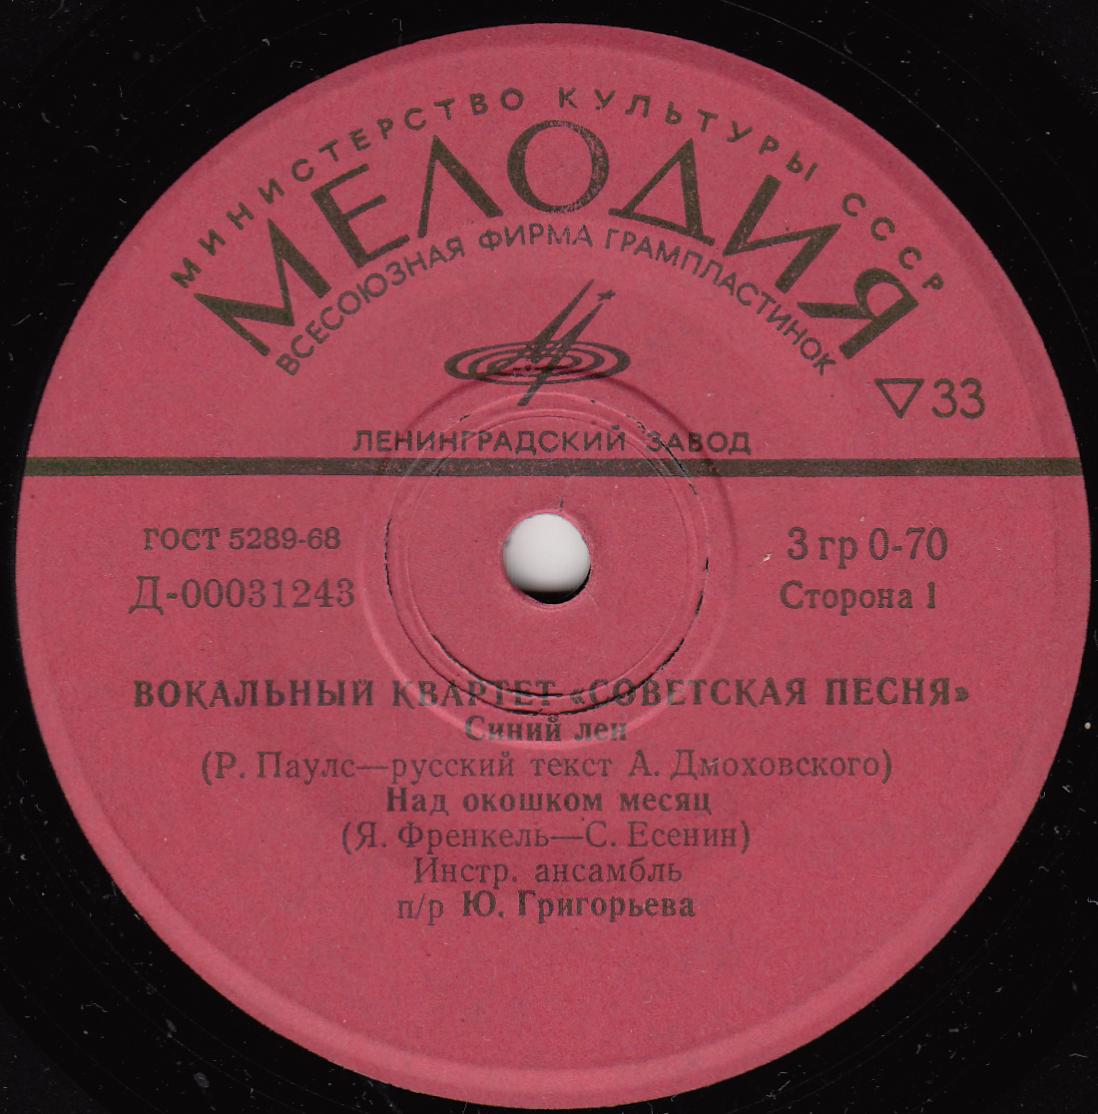 МИНИСТЕРСТВО КУЛЬТУРЫ СССР
МЕЛОДИЯ
ВСЕСОЮЗНАЯ ФИРМА ГРАМПЛАСТИНОК
▽33
ЛЕНИНГРАДСКИЙ ЗАВОД
ГОСТ 5289-68
3 гр 0-70
Д-00031243
Сторона 1
ВОКАЛЬНЫЙ КВАРТЕТ «СОВЕТСКАЯ ПЕСНЯ»
Синий лен
(Р. Паулс—русский текст А. Дмоховского)
Над окошком месяц
(Я. Френкель—С. Есенин)
Инстр. ансамбль
п/р Ю. Григорьева